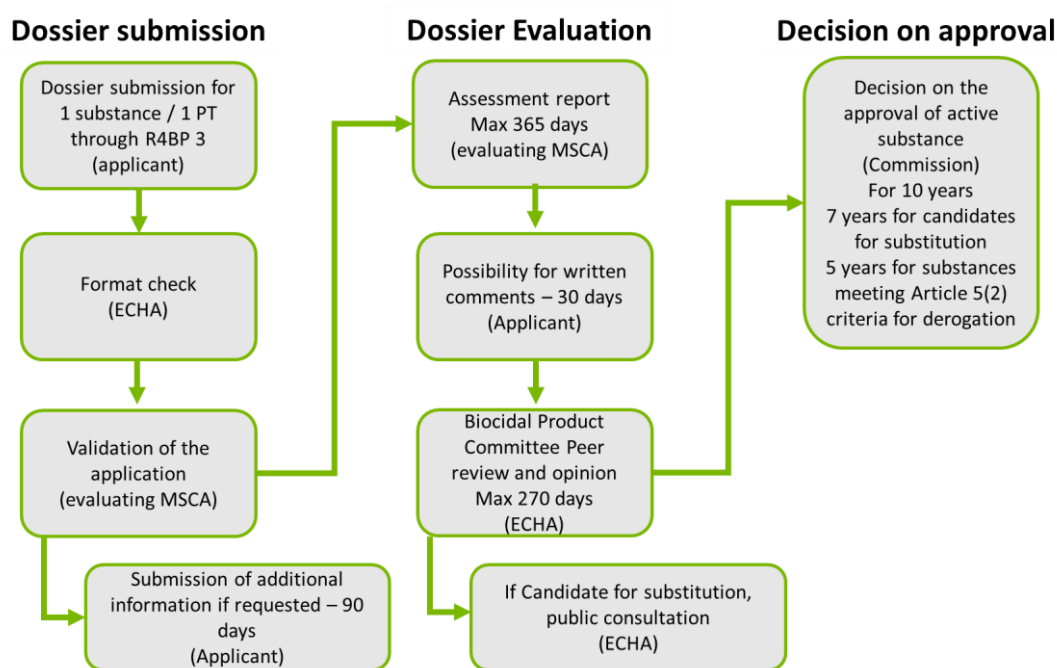 Dossier submission
Dossier submission for
1 substance / 1 PT
through R4BP 3
(applicant)
Format check
(ECHA)
Validation of the
application
(evaluating MSCA)
Submission of additional
information if requested – 90
days
(Applicant)
Dossier Evaluation
Assessment report
Max 365 days
(evaluating MSCA)
Possibility for written
comments – 30 days
(Applicant)
Biocidal Product
Committee Peer
review and opinion
Max 270 days
(ECHA)
If Candidate for substitution,
public consultation
(ECHA)
Decision on approval
Decision on the
approval of active
substance
(Commission)
For 10 years
7 years for candidates
for substitution
5 years for substances
meeting Article 5(2)
criteria for derogation